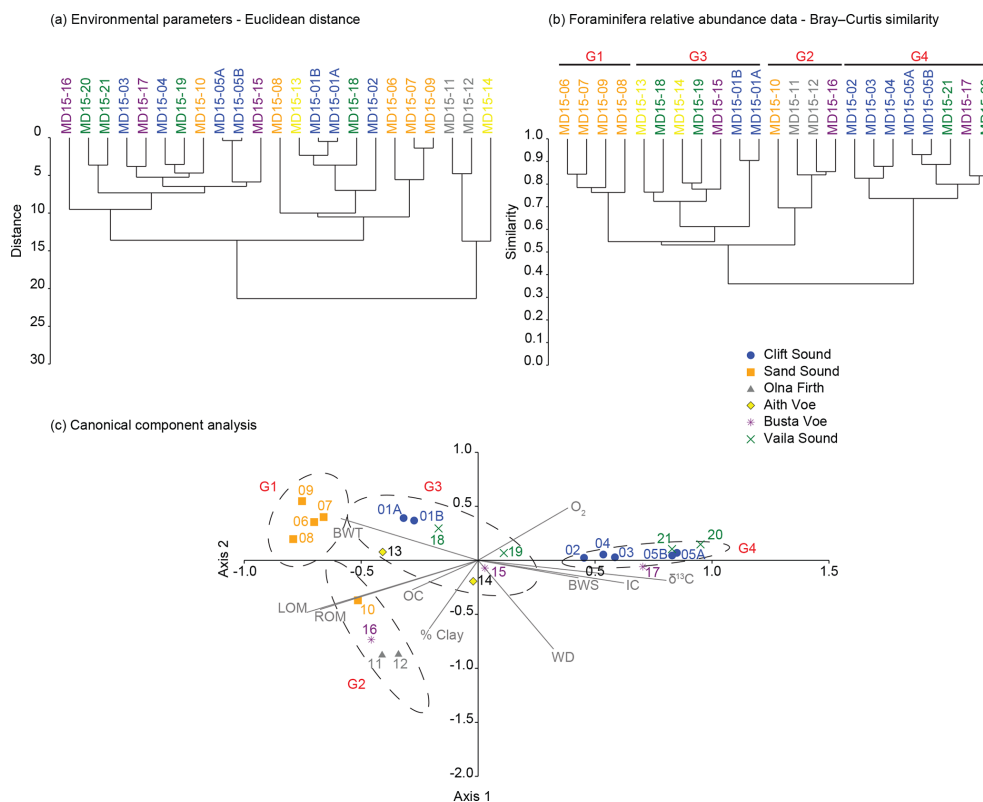 (a) Environmental parameters - Euclidean distance
MD15-16
MD15-20
MD15-21
MD15-03
MD15-17
MD15-04
MD15-19
MD15-10
MD15-05A
MD15-05B
MD15-15
MD15-08
MD15-13
MD15-01B
MD15-01A
MD15-18
MD15-02
MD15-06
MD15-07
MD15-09
MD15-11
MD15-12
MD15-14
0
5
10
15
20
25
30
Distance
(b) Foraminifera relative abundance data - Bray–Curtis similarity
G1
G3
G2
G4
MD15-06
MD15-07
MD15-09
MD15-08
MD15-13
MD15-18
MD15-14
MD15-19
MD15-15
MD15-01B
MD15-01A
MD15-10
MD15-11
MD15-12
MD15-16
MD15-02
MD15-03
MD15-04
MD15-05A
MD15-05B
MD15-21
MD15-17
1.0
0.9
0.8
0.7
0.6
0.5
0.4
0.3
0.2
0.1
0.0
Similarity
Clift Sound
Sand Sound
Olna Firth
Aith Voe
Busta Voe
Vaila Sound
(c) Canonical component analysis
1.0
0.5
-0.5
-1.0
-1.5
-2.0
-1
-0.5
0.5
1.0
1.5
Axis 2
Axis 1
G1
09
07
06
08
G3
01A
01B
18
BWT
13
O2
19
15
14
02
04
03
21
20
05B
05A
G4
17
δ13C
BWS
IC
LOM
ROM
OC
10
% Clay
WD
16
11
12
G2